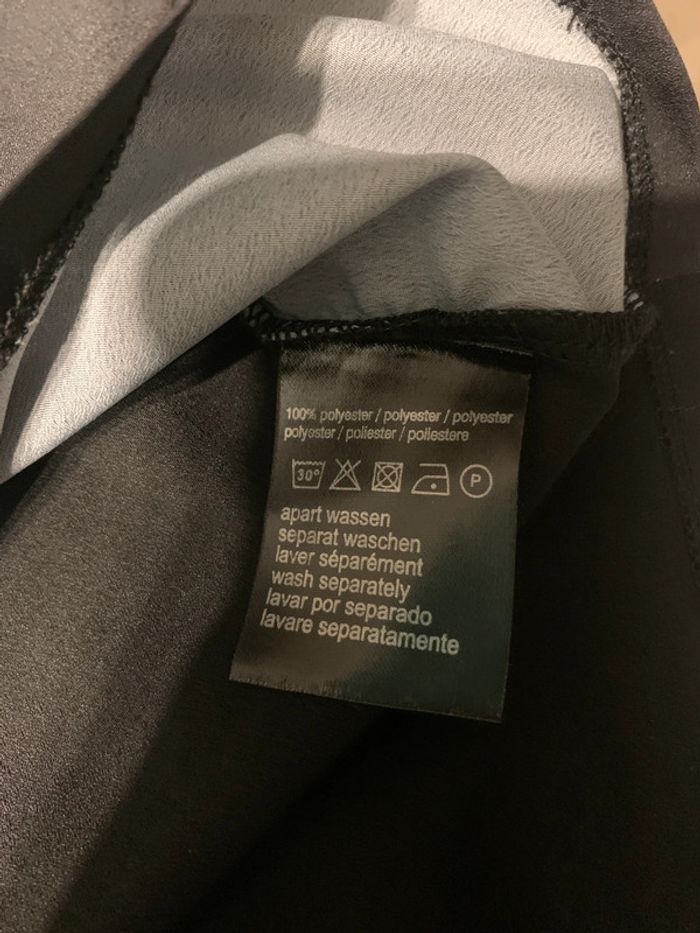 100% polyester / polyester / polyester
polyester / poliester / poliestere
30° P
apart wassen
separat waschen
laver séparément
wash separately
lavar por separado
lavare separatamente